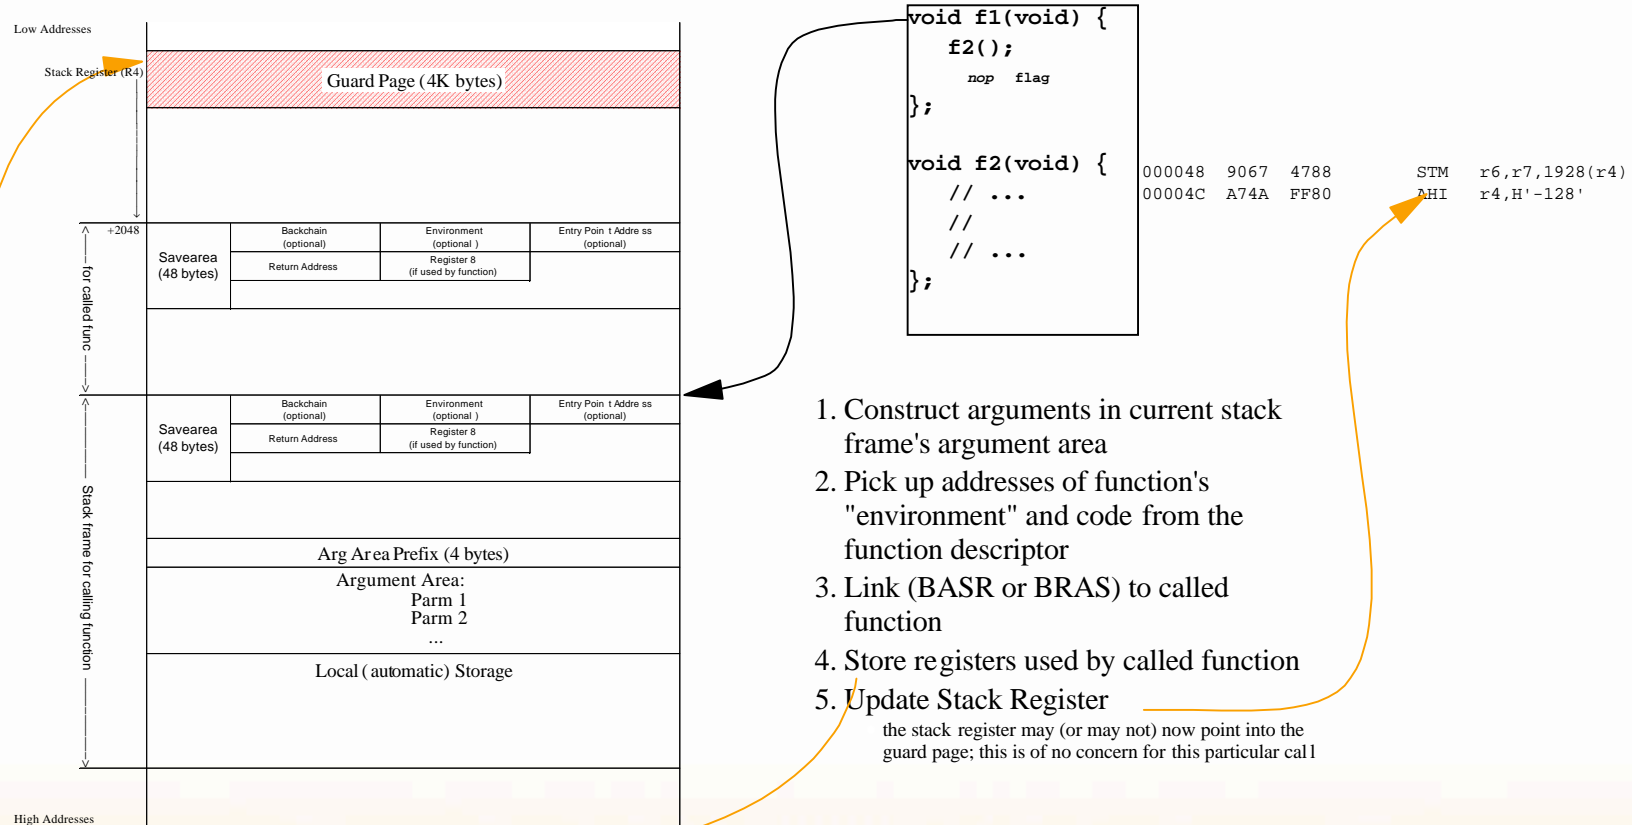 Low Addresses
Stack Register (R4)
Guard Page (4K bytes)
+2048
for called func
Savearea
(48 bytes)
Backchain
(optional)
Environment
(optional )
Entry Poin t Addre ss
(optional)
Return Address
Register 8
(if used by function)
Stack frame for calling function
Savearea
(48 bytes)
Backchain
(optional)
Environment
(optional )
Entry Poin t Addre ss
(optional)
Return Address
Register 8
(if used by function)
Arg Area Prefix (4 bytes)
Argument Area:
Parm 1
Parm 2
...
Local (automatic) Storage
High Addresses
void f1(void) {
f2();
nop flag
};
void f2(void) {
// ...
//
// ...
};
000048 9067 4788 STM r6,r7,1928(r4)
00004C A74A FF80 AHI r4,H'-128'
1. Construct arguments in current stack
frame's argument area
2. Pick up addresses of function's
"environment" and code from the
function descriptor
3. Link (BASR or BRAS) to called
function
4. Store registers used by called function
5. Update Stack Register
the stack register may (or may not) now point into the
guard page; this is of no concern for this particular call